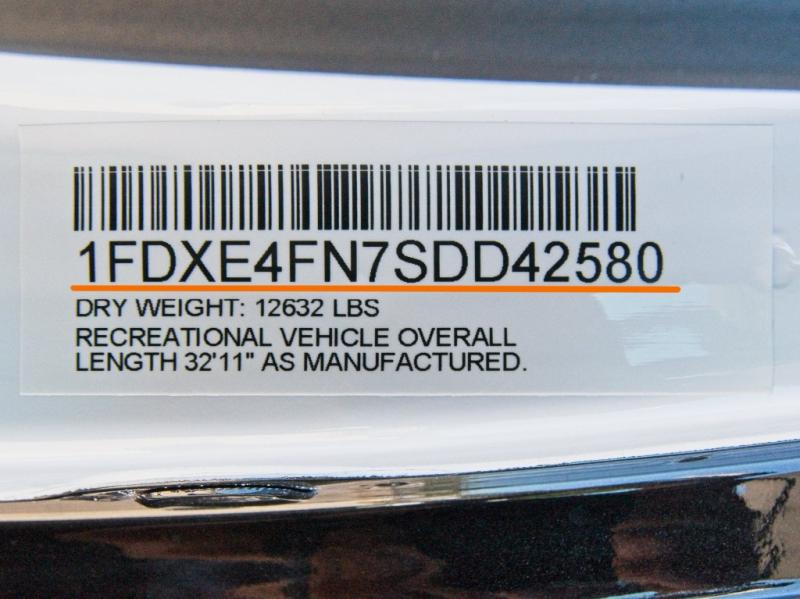 1FDXE4FN7SDD42580
DRY WEIGHT: 12632 LBS
RECREATIONAL VEHICLE OVERALL
LENGTH 32'11" AS MANUFACTURED.